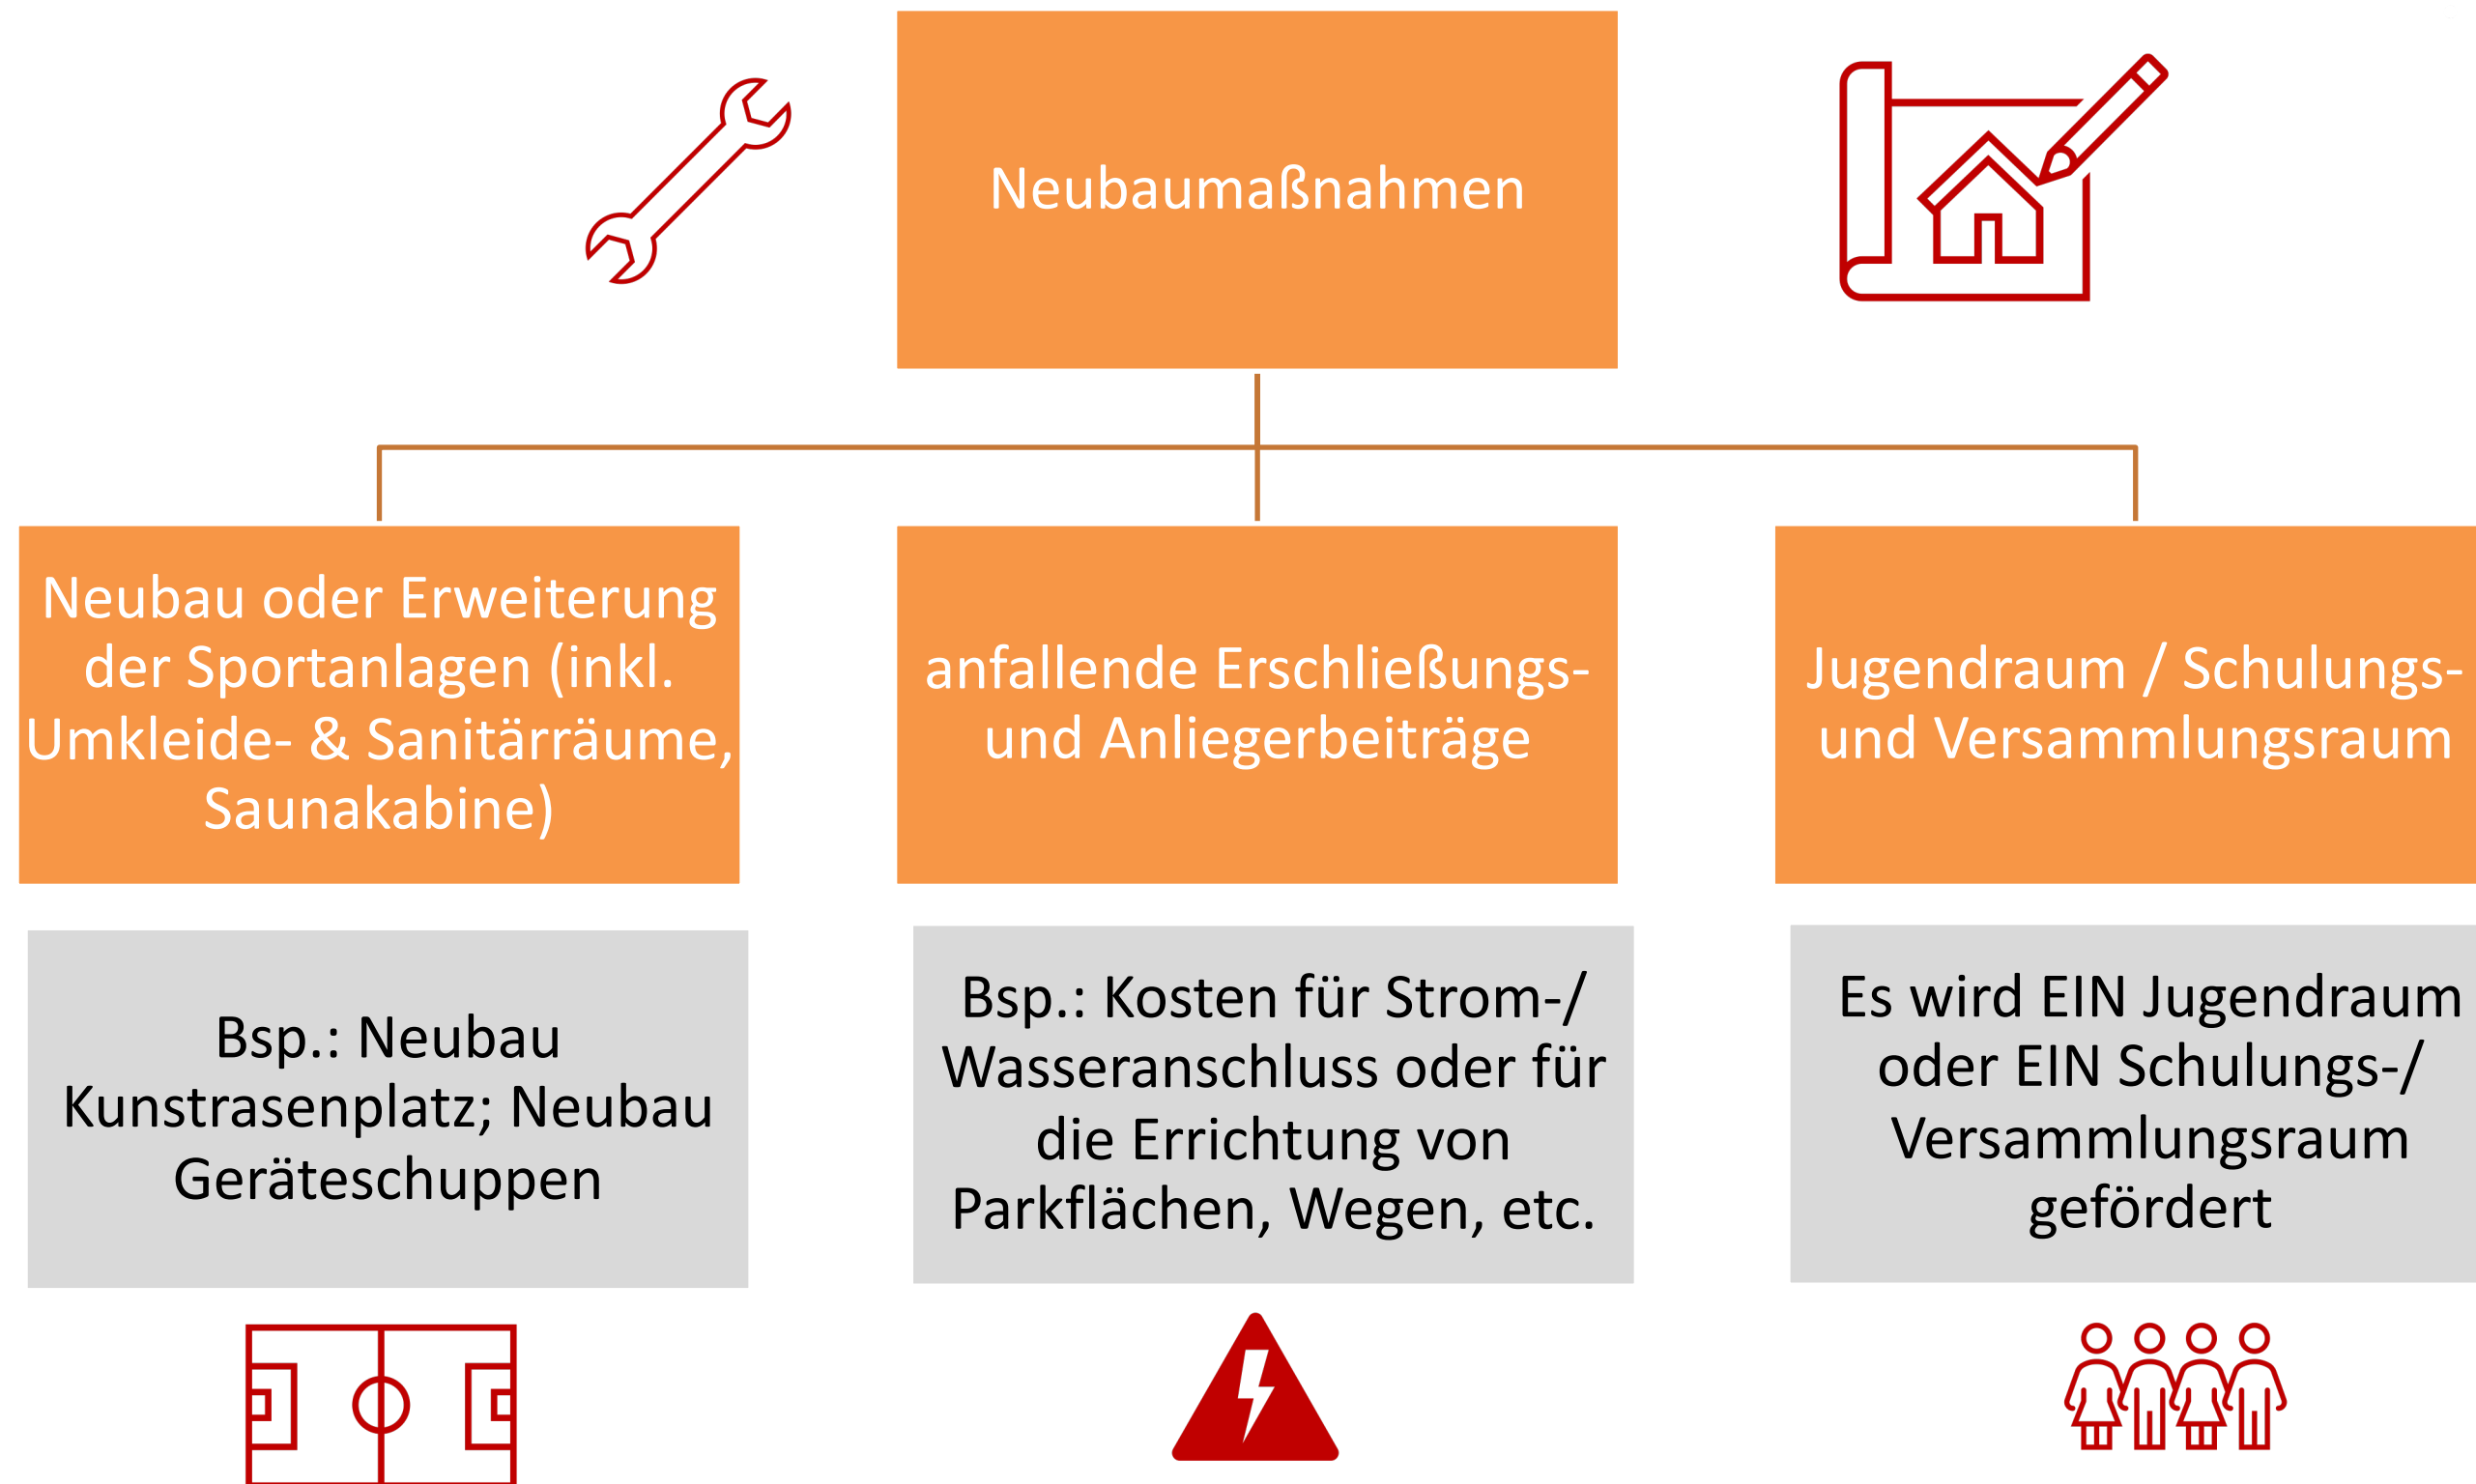 Neubaumaßnahmen
Neubau oder Erweiterung
der Sportanlagen (inkl.
Umkleide- & Sanitärräume,
Saunakabine)
anfallende Erschließungs-
und Anliegerbeiträge
Jugendraum / Schulungs-
und Versammlungsraum
Bsp.: Neubau
Kunstrasenplatz; Neubau
Geräteschuppen
Bsp.: Kosten für Strom-/
Wasseranschluss oder für
die Errichtung von
Parkflächen, Wegen, etc.
Es wird EIN Jugendraum
oder EIN Schulungs-/
Versammlungsraum
gefördert